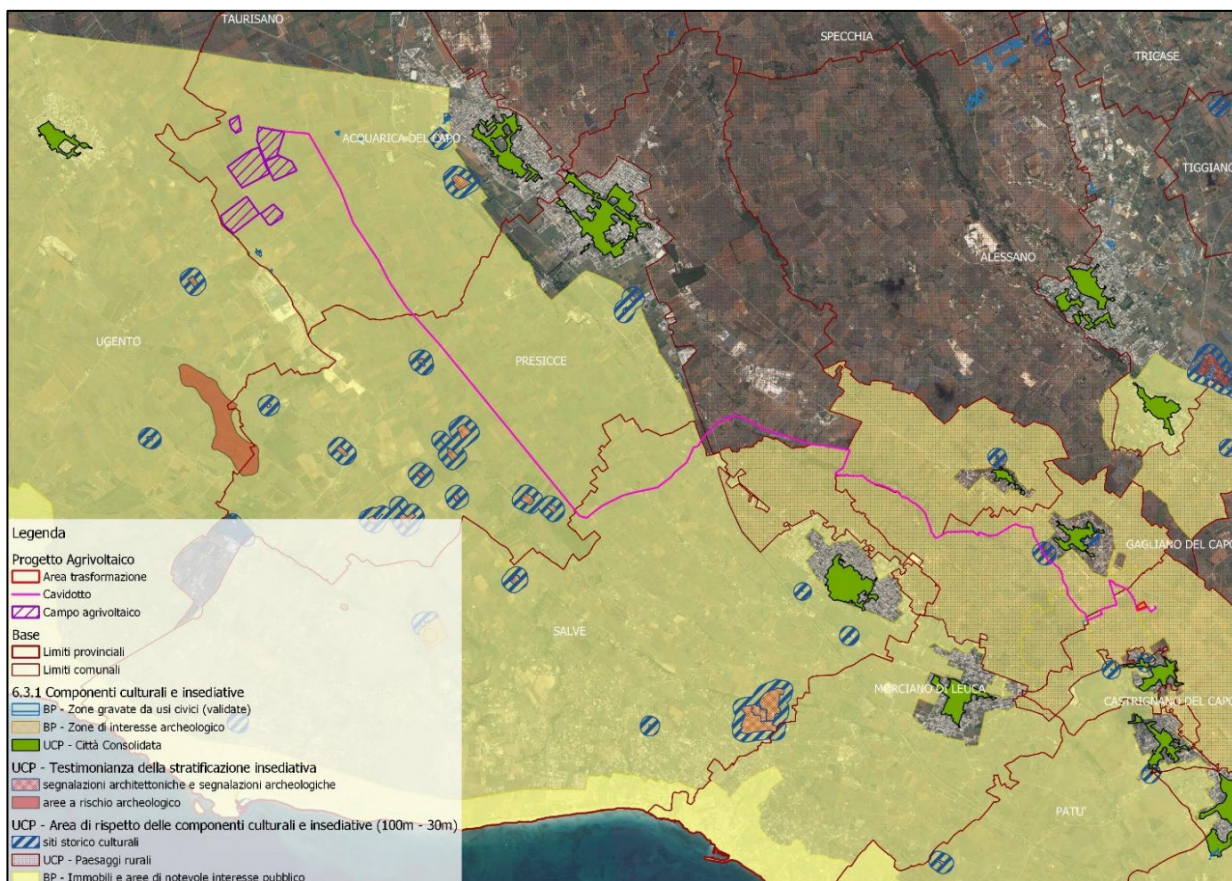 TAURISANO
SPECCHIA
TRICASE
ACQUARICA DEL CAPO
TIGGIANO
ALESSANO
UGENTO
PRESICCE
GAGLIANO DEL CAPO
SALVE
MORCIANO DI LEUCA
CASTRIGNANO DEL CAPO
PATU'
Legenda
Progetto Agrivoltaico
Area trasformazione
Cavidotto
Campo agrivoltaico
Base
Limiti provinciali
Limiti comunali
6.3.1 Componenti culturali e insediative
BP - Zone gravate da usi civici (validate)
BP - Zone di interesse archeologico
UCP - Città Consolidata
UCP - Testimonianza della stratificazione insediativa
segnalazioni architettoniche e segnalazioni archeologiche
aree a rischio archeologico
UCP - Area di rispetto delle componenti culturali e insediative (100m - 30m)
siti storico culturali
UCP - Paesaggi rurali
BP - Immobili e aree di notevole interesse pubblico